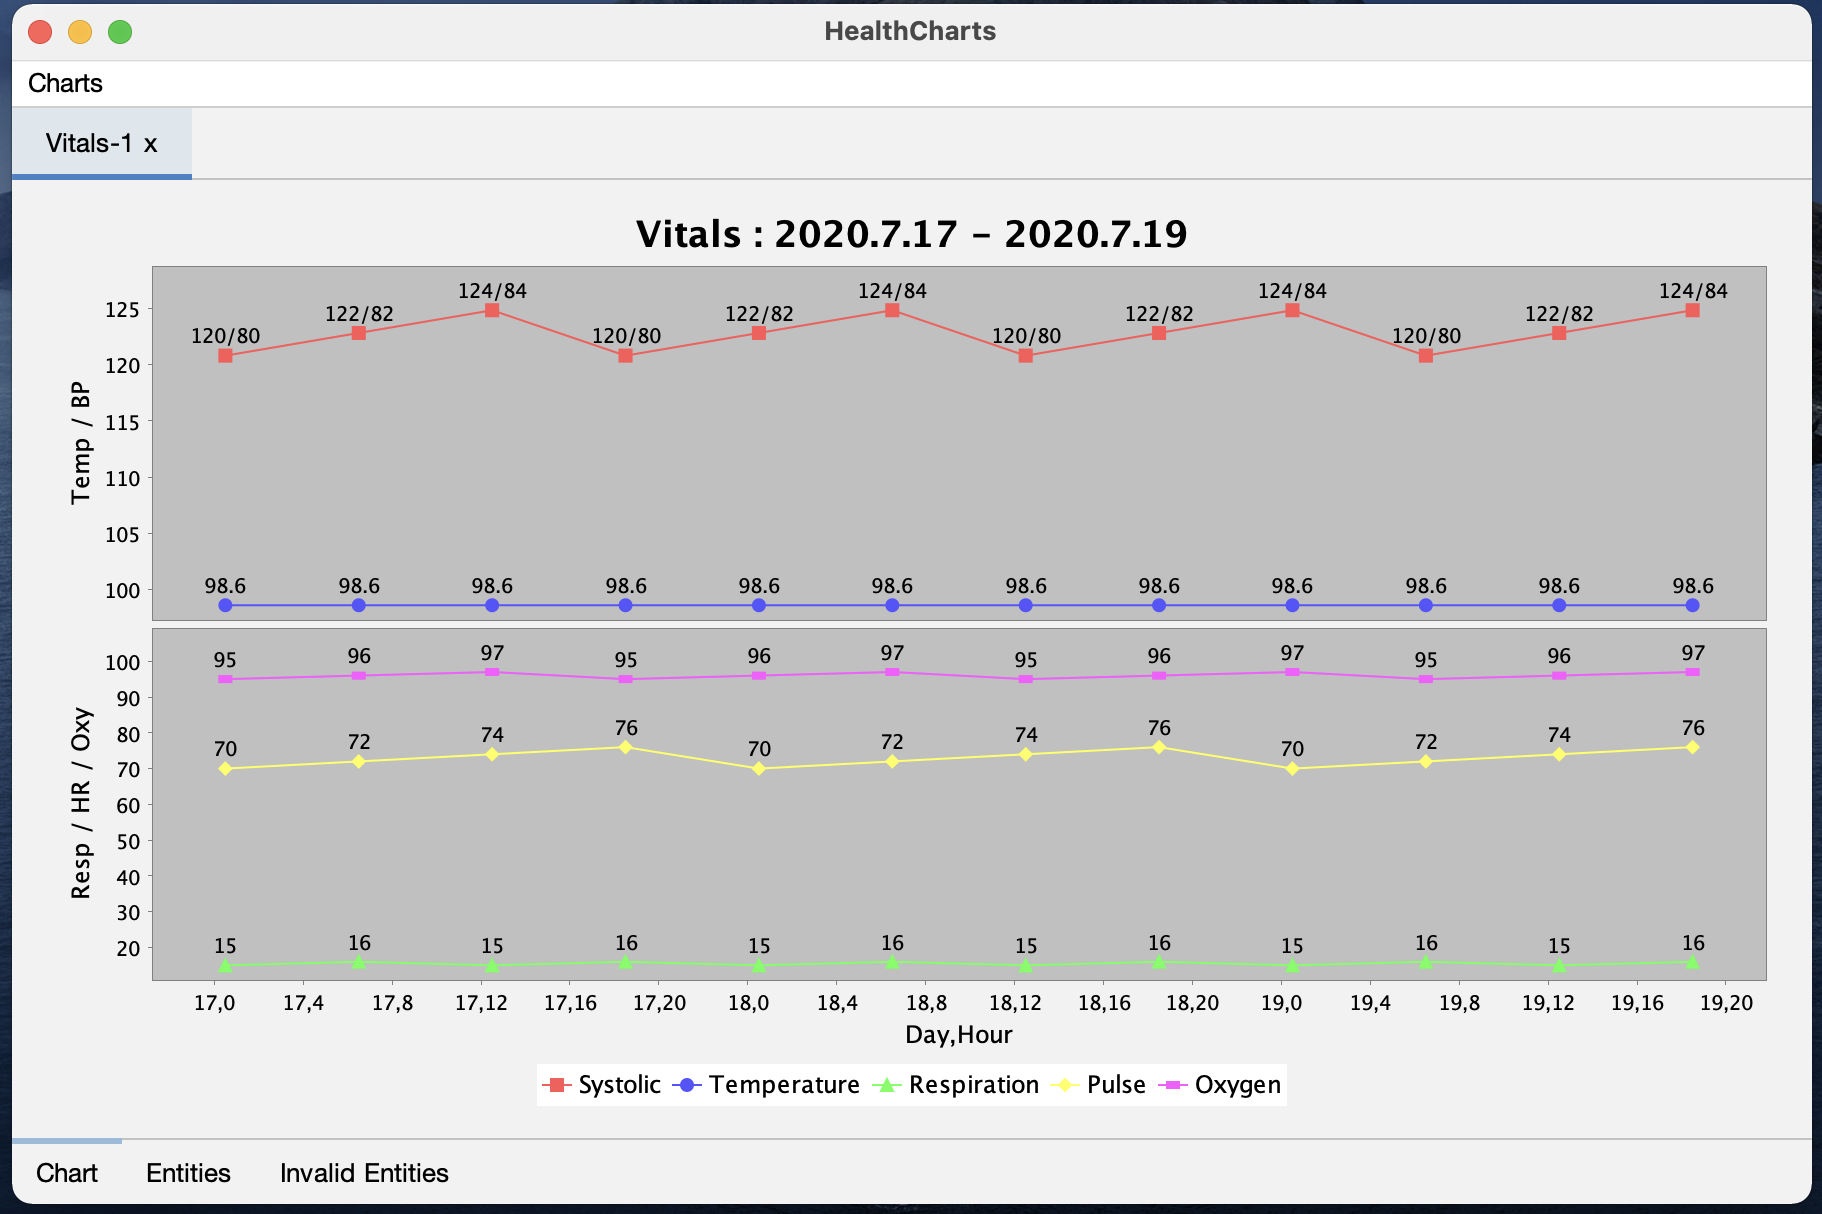 HealthCharts
Charts
Vitals-1 x
Vitals : 2020.7.17 - 2020.7.19
124/84 124/84 124/84 124/84
125 122/82 122/82 122/82 122/82
120/80 120/80 120/80 120/80
120
115
110
105
Temp / BP
98.6 98.6 98.6 98.6 98.6 98.6 98.6 98.6 98.6 98.6 98.6 98.6
100
95 96 97 95 96 97 95 96 97 95 96 97
100
90
80
70 72 74 76 70 72 74 76 70 72 74 76
70
60
50
40
30
Resp / HR / Oxy
20
15 16 15 16 15 16 15 16 15 16 15 16
17,0 17,4 17,8 17,12 17,16 17,20 18,0 18,4 18,8 18,12 18,16 18,20 19,0 19,4 19,8 19,12 19,16 19,20
Day,Hour
Systolic Temperature Respiration Pulse Oxygen
Chart Entities Invalid Entities